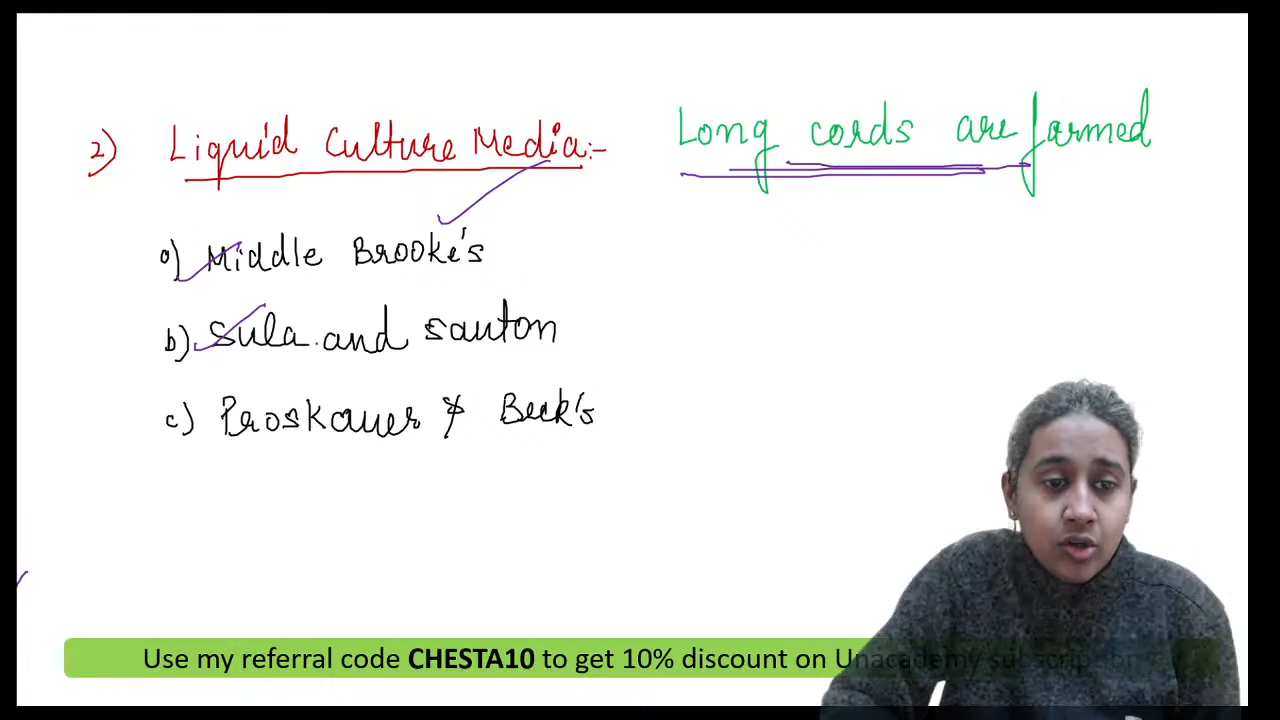 2) Liquid Culture Media:- Long cords are formed
a) Middle Brooke's
b) Sula and Sauton
c) Proskauer & Beck's
Use my referral code CHESTA10 to get 10% discount on Unacademy subscription